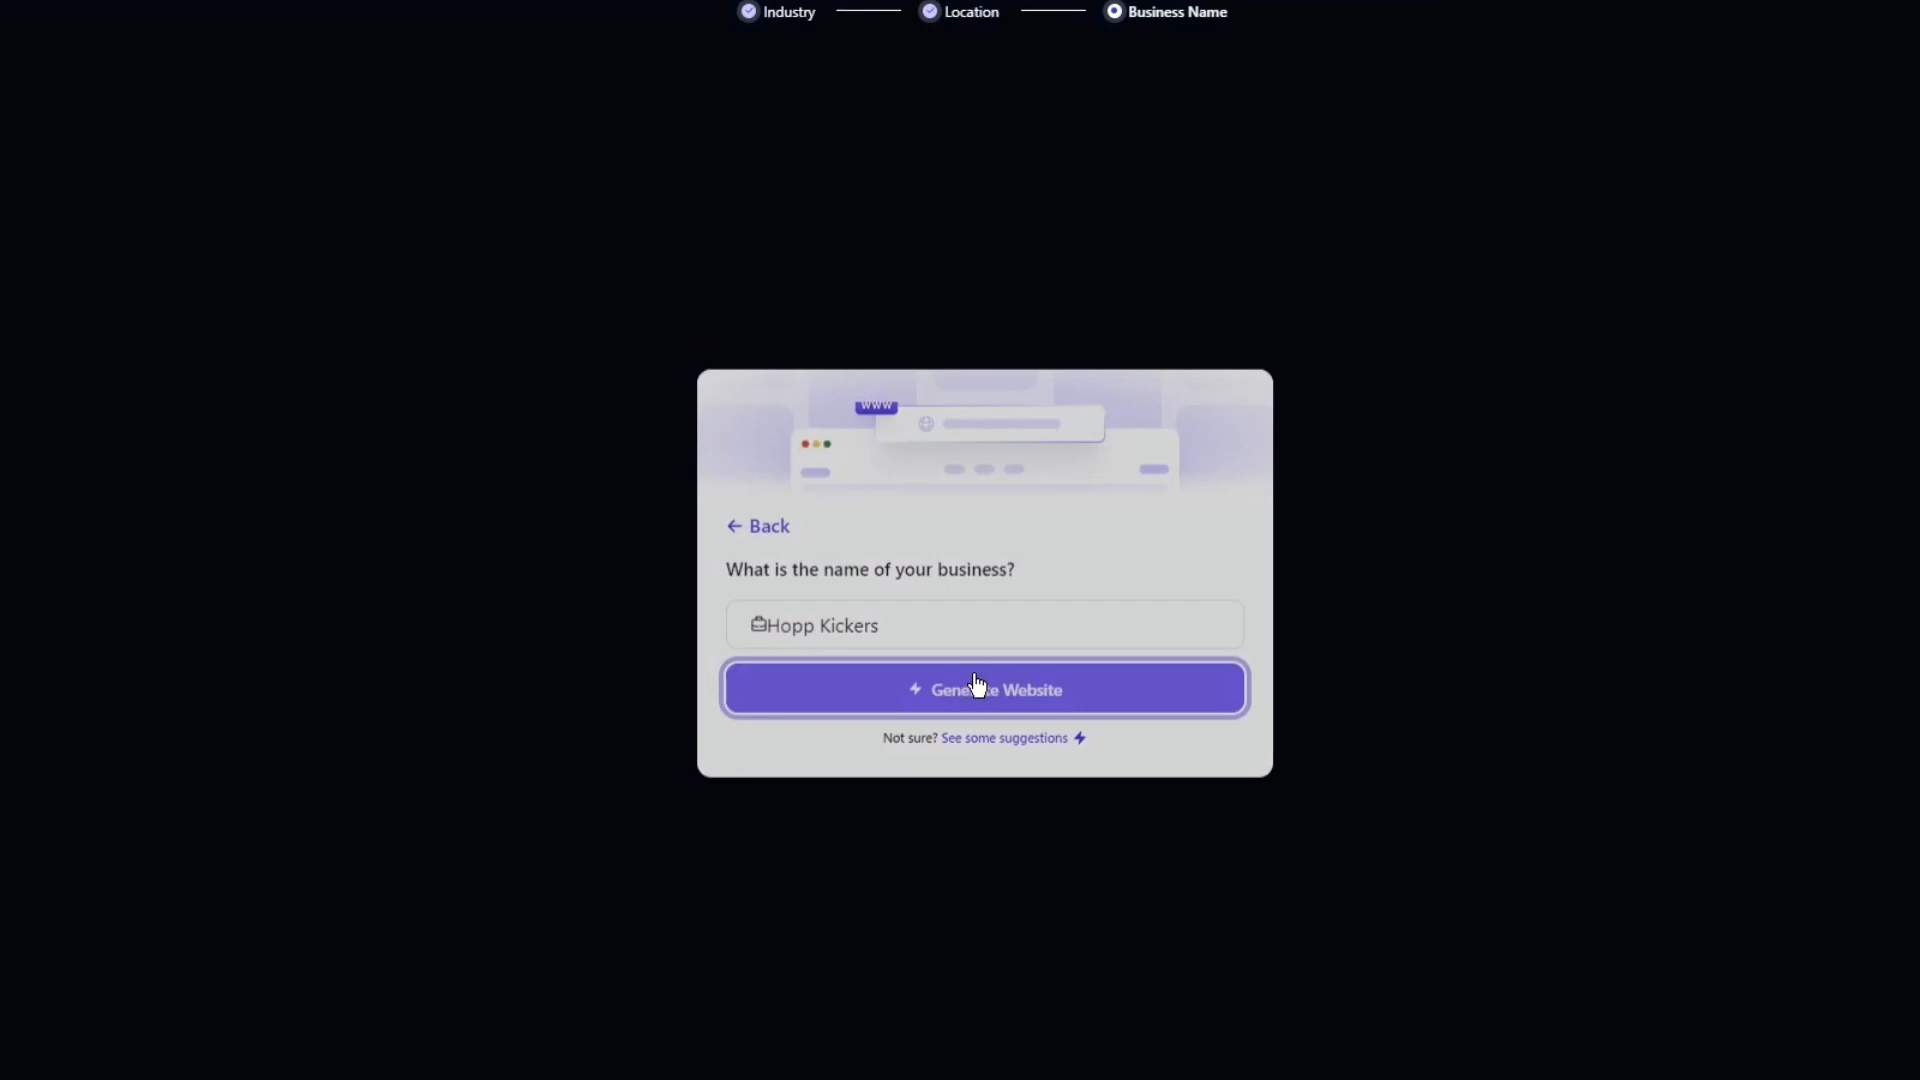 Industry
Location
Business Name
www
← Back
What is the name of your business?
Hopp Kickers
Generate Website
Not sure? See some suggestions